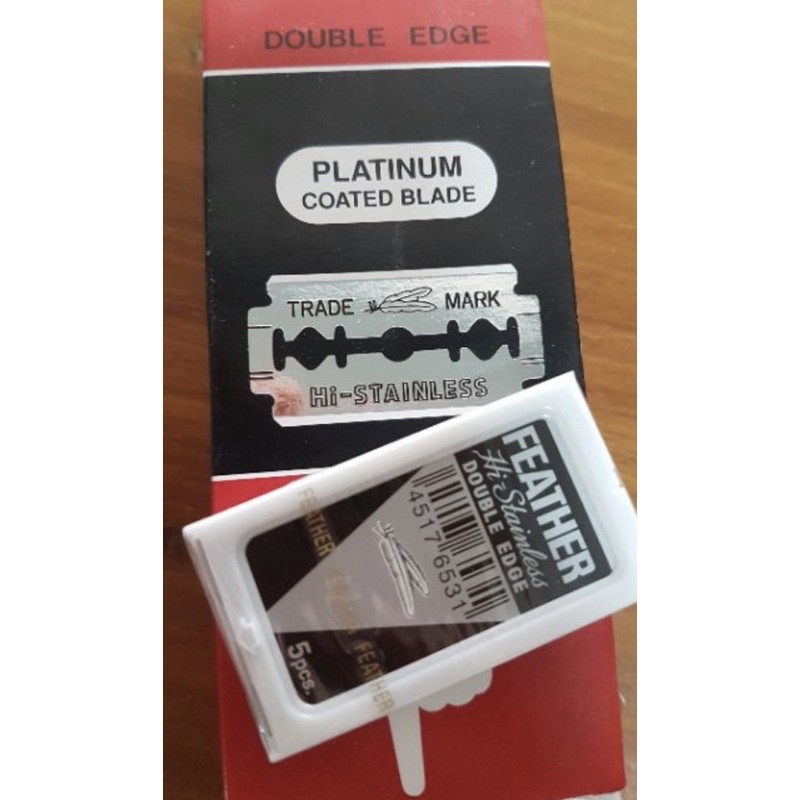 DOUBLE EDGE
PLATINUM
COATED BLADE
TRADE MARK
Hi-STAINLESS
FEATHER
Hi-Stainless
DOUBLE EDGE
4517 6531
FEATHER
FEATHER
5pcs.